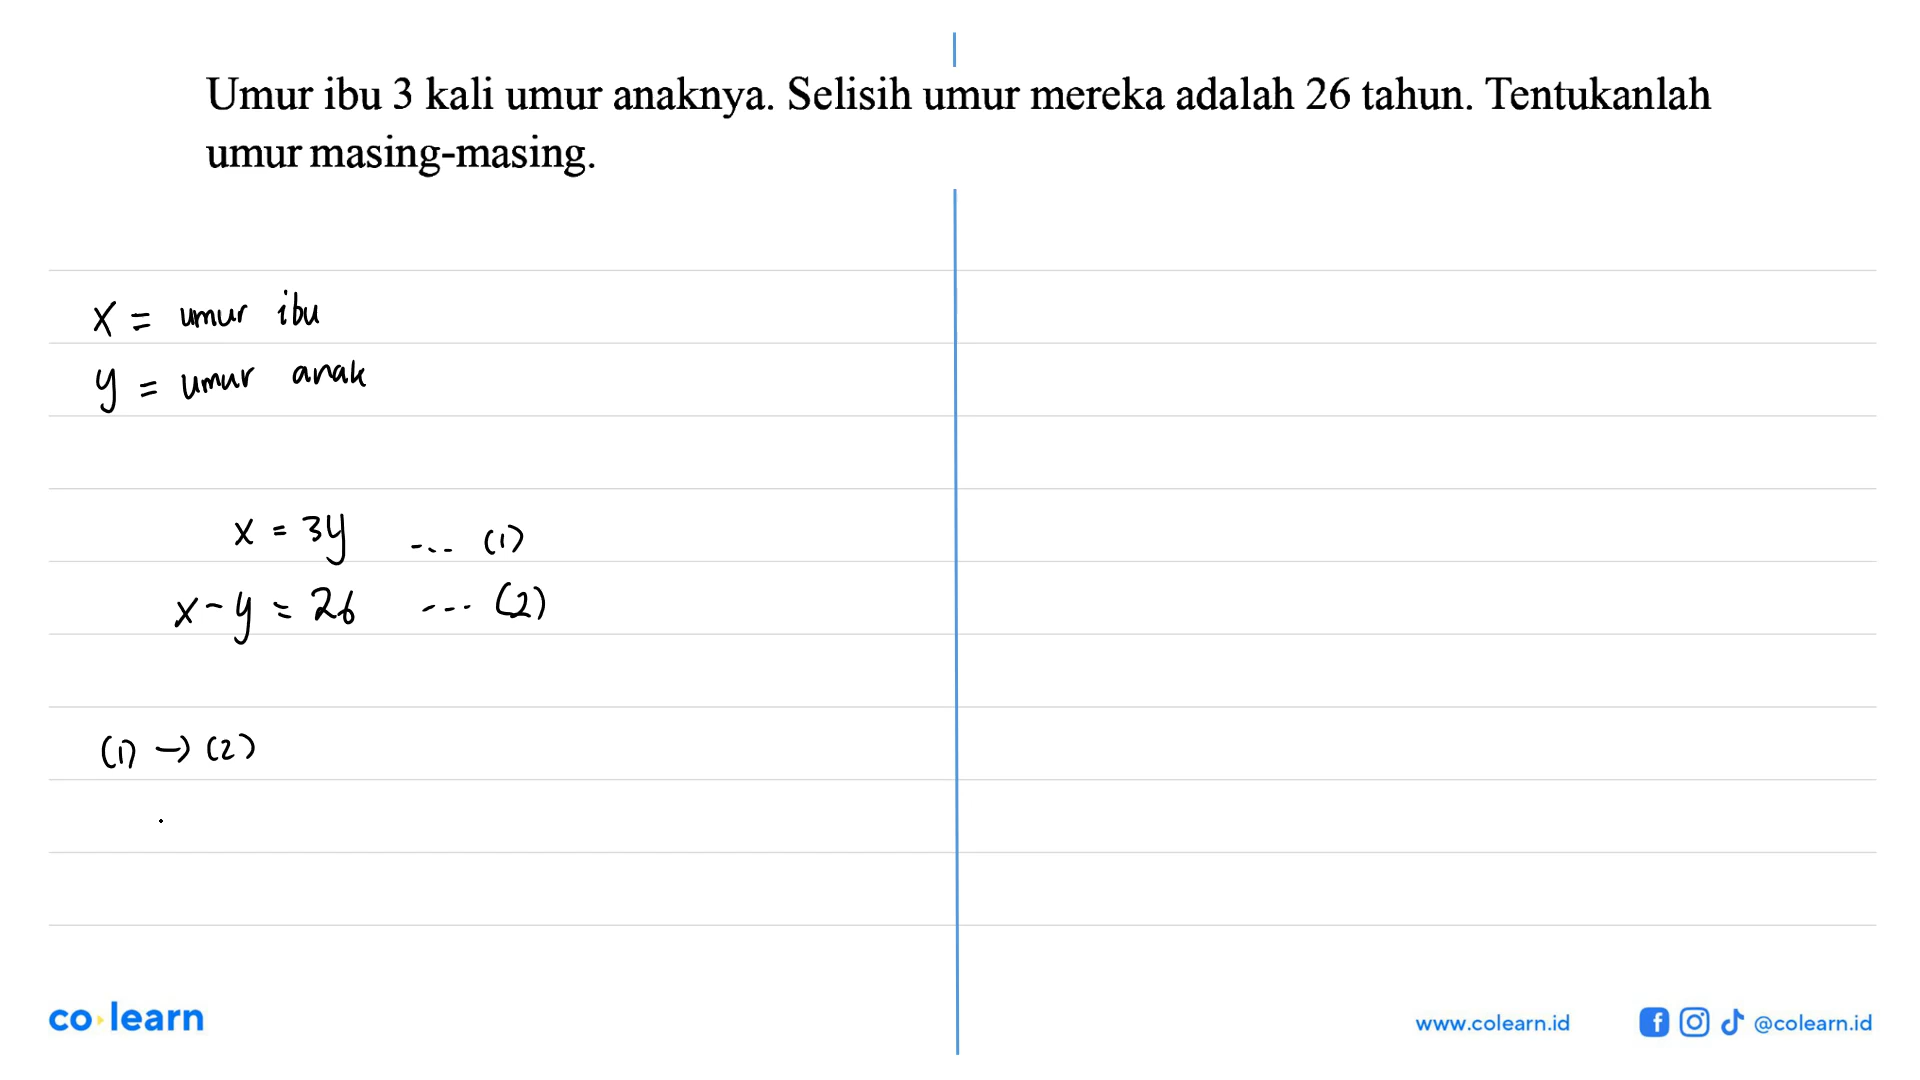 Umur ibu 3 kali umur anaknya. Selisih umur mereka adalah 26 tahun. Tentukanlah
umur masing-masing.
x = umur ibu
y = umur anak
x = 3y --- (1)
x - y = 26 --- (2)
(1) → (2)
co learn
www.colearn.id
@colearn.id